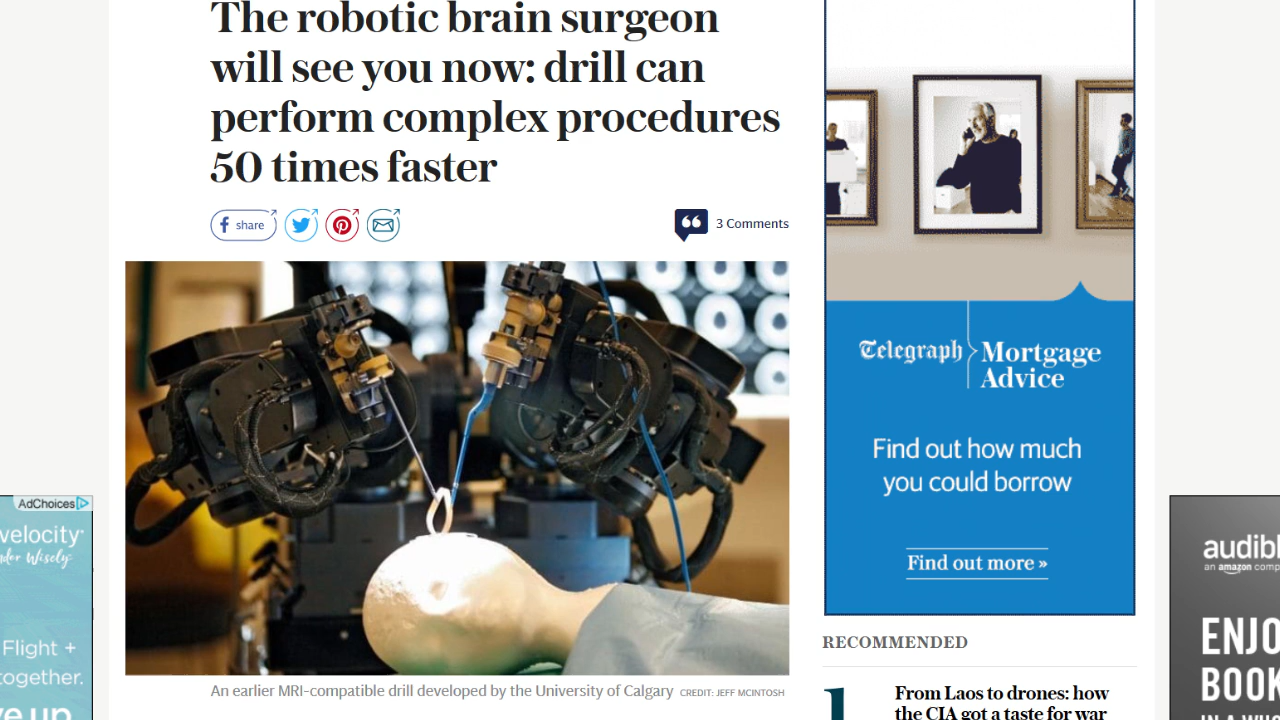 The robotic brain surgeon
will see you now: drill can
perform complex procedures
50 times faster
share
3 Comments
An earlier MRI-compatible drill developed by the University of Calgary CREDIT: JEFF MCINTOSH
Telegraph Mortgage
Advice
Find out how much
you could borrow
Find out more »
RECOMMENDED
1
From Laos to drones: how
the CIA got a taste for war
AdChoices
velocity
Wisely
Flight +
together.
up
audibl
an amazon comp
ENJO
BOOK